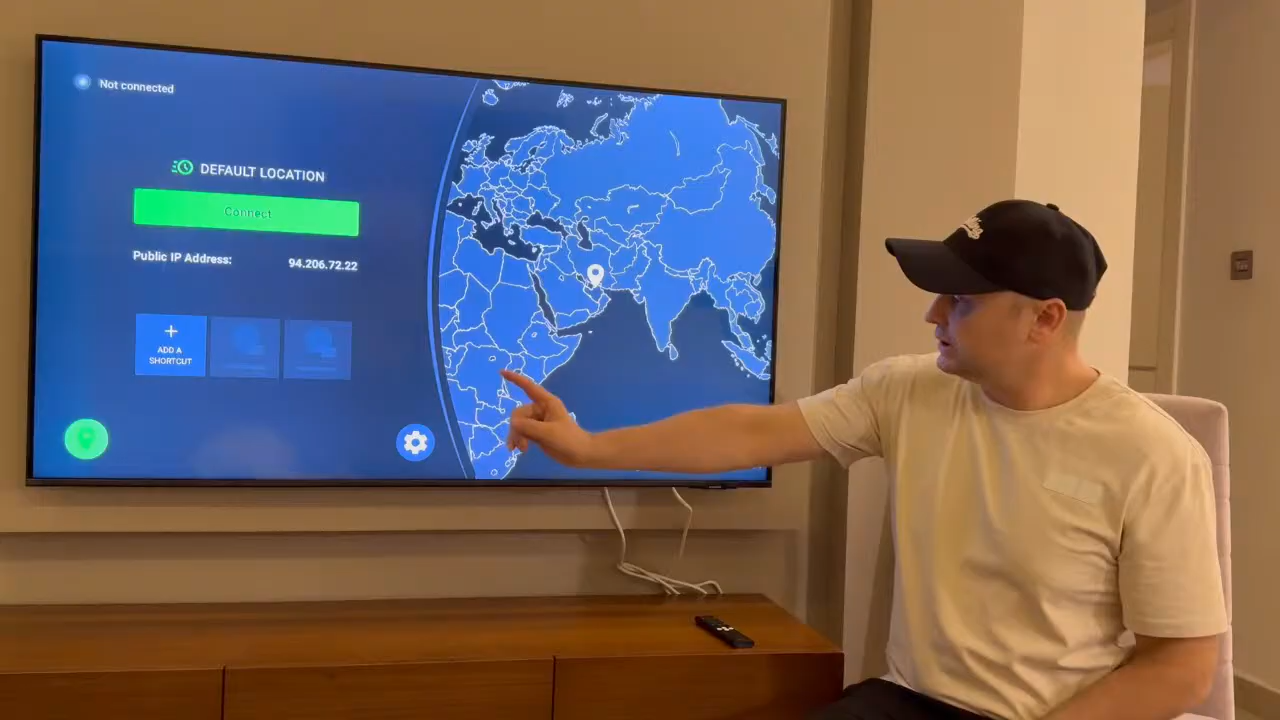 Not connected
DEFAULT LOCATION
Connect
Public IP Address: 94.206.72.22
+
ADD A
SHORTCUT